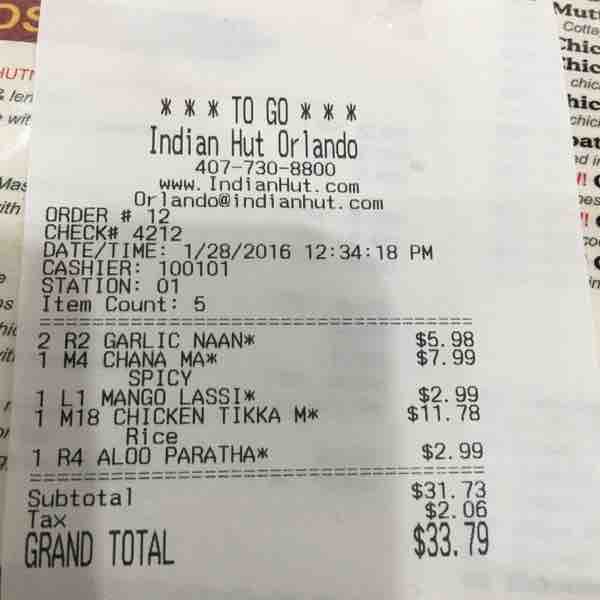 * * * TO GO * * *
Indian Hut Orlando
407-730-8800
www.IndianHut.com
Orlando@indianhut.com
ORDER # 12
CHECK# 4212
DATE/TIME: 1/28/2016 12:34:18 PM
CASHIER: 100101
STATION: 01
Item Count: 5
2 R2 GARLIC NAAN* $5.98
1 M4 CHANA MA* $7.99
SPICY
1 L1 MANGO LASSI* $2.99
1 M18 CHICKEN TIKKA M* $11.78
Rice
1 R4 ALOO PARATHA* $2.99
Subtotal $31.73
Tax $2.06
GRAND TOTAL $33.79